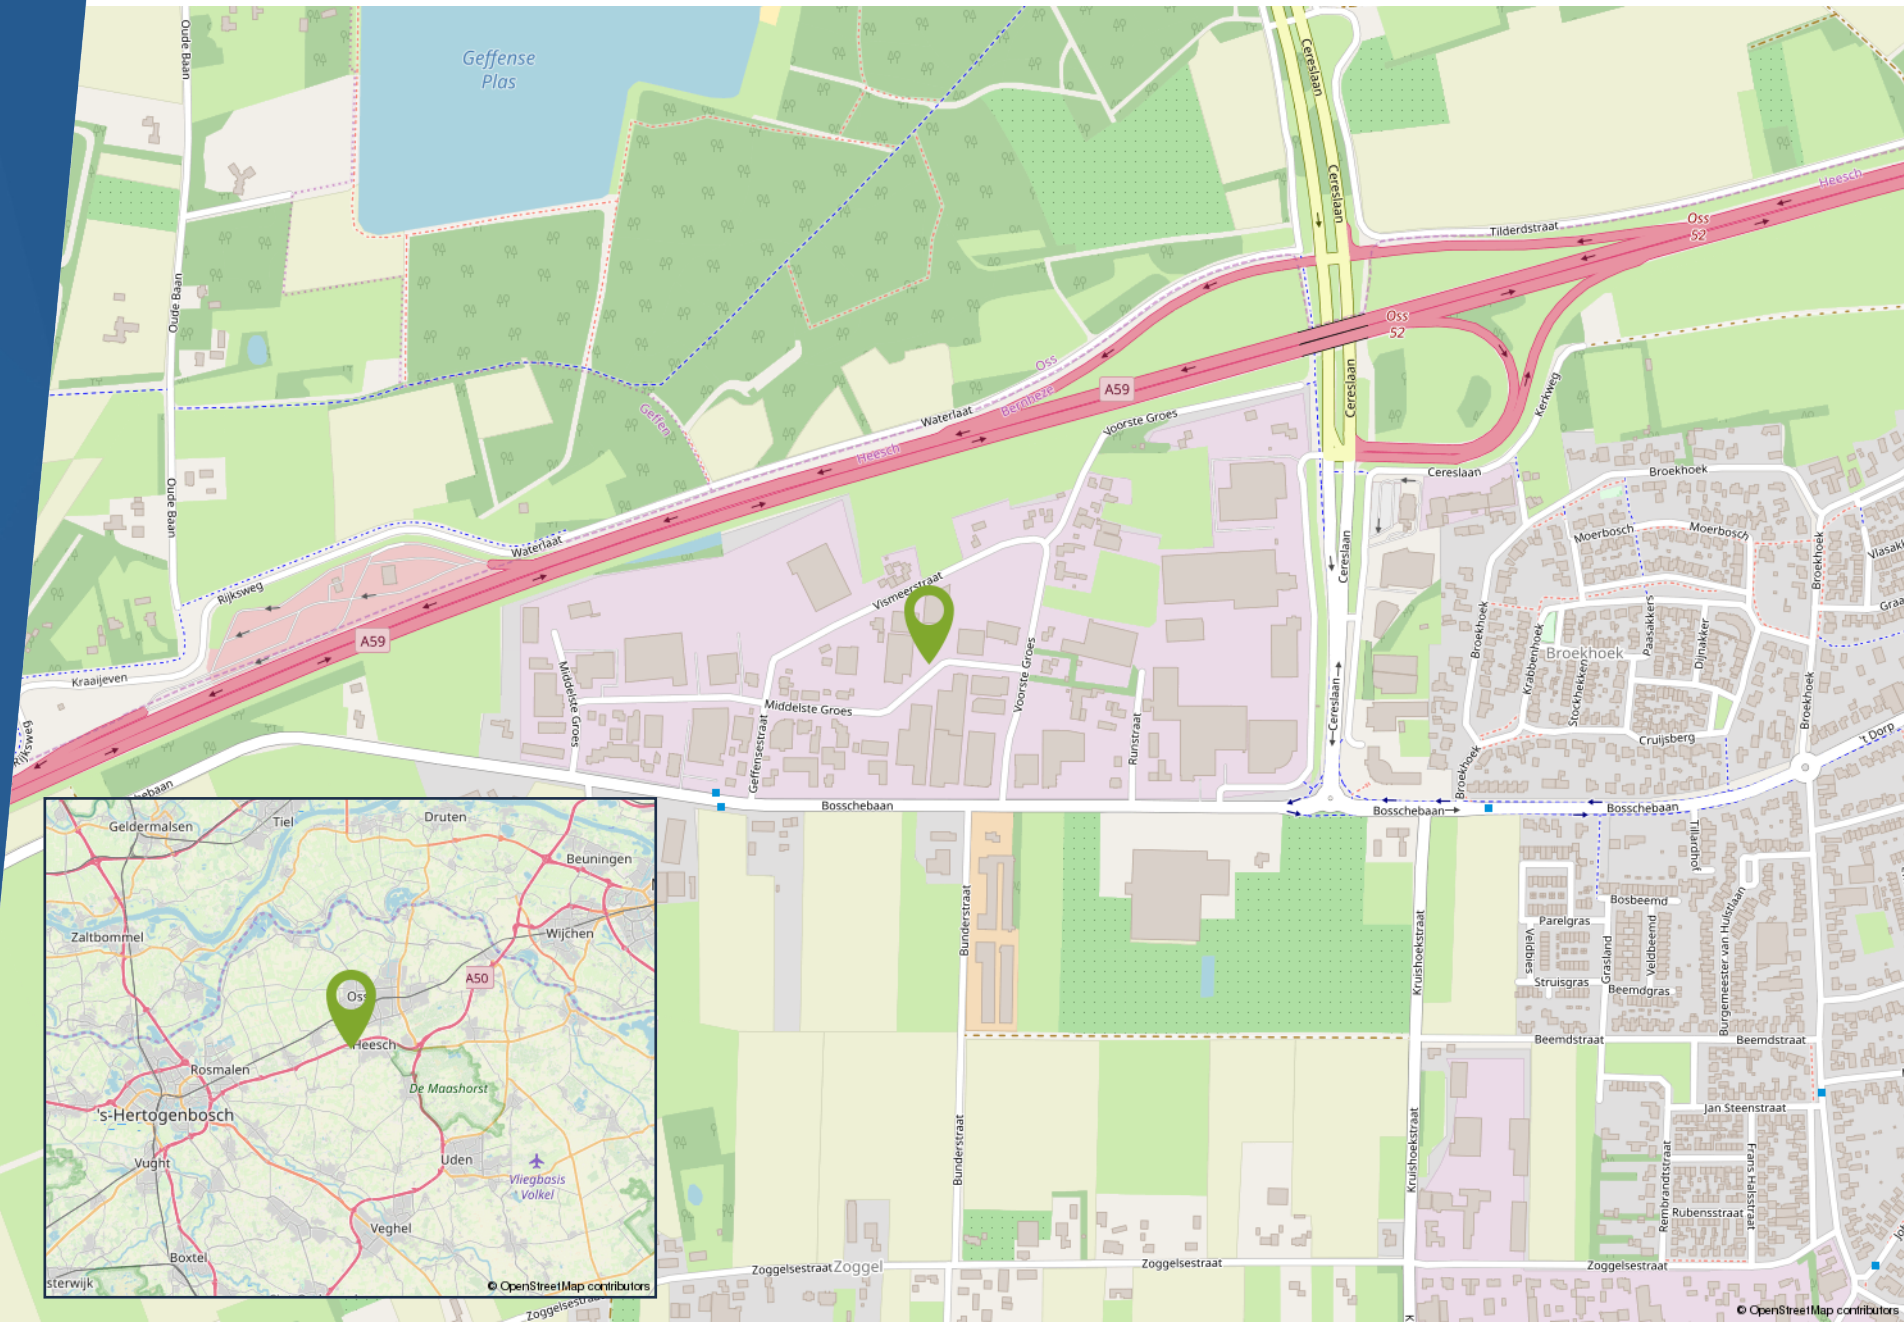 Oude Baan
Geffense
Plas
Cereslaan
Cereslaan
Tilderdstraat
Oss
52
Heesch
Oude Baan
Oss
52
Oss
Bernheze
A59
Cereslaan
Kerkweg
Geffen
Waterlaat
Voorste Groes
Heesch
Cereslaan
Broekhoek
Oude Baan
Waterlaat
Moerbosch
Moerbosch
Cereslaan
Broekhoek
Rijksweg
Vismeerstraat
A59
Broekhoek
Krabbenhoek
Broekhoek
Paasakkers
Dijnakker
Stockhekken
Kraaijeven
Middelste Groes
Middelste Groes
Voorste Groes
Cereslaan
Broekhoek
Rijksweg
Geffensestraat
Runstraat
Cruijsberg
't Dorp
Broekhoek
Bosschebaan
Bosschebaan
Bosschebaan
Tillardhof
Bunderstraat
Kruishoekstraat
Bosbeemd
Parelgras
Veldbies
Grasland
Veldbeemd
Burgemeester van Hulstlaan
Struisgras
Beemdgras
Beemdstraat
Beemdstraat
Bunderstraat
Kruishoekstraat
Jan Steenstraat
Rembrandtstraat
Frans Halsstraat
Rubensstraat
Zoggelsestraat
Zoggel
Zoggelsestraat
Zoggelsestraat
© OpenStreetMap contributors
Geldermalsen
Tiel
Druten
Beuningen
Zaltbommel
Wijchen
A50
Heesch
Rosmalen
De Maashorst
's-Hertogenbosch
Vught
Uden
Vliegbasis
Volkel
Veghel
Boxtel
sterwijk
© OpenStreetMap contributors